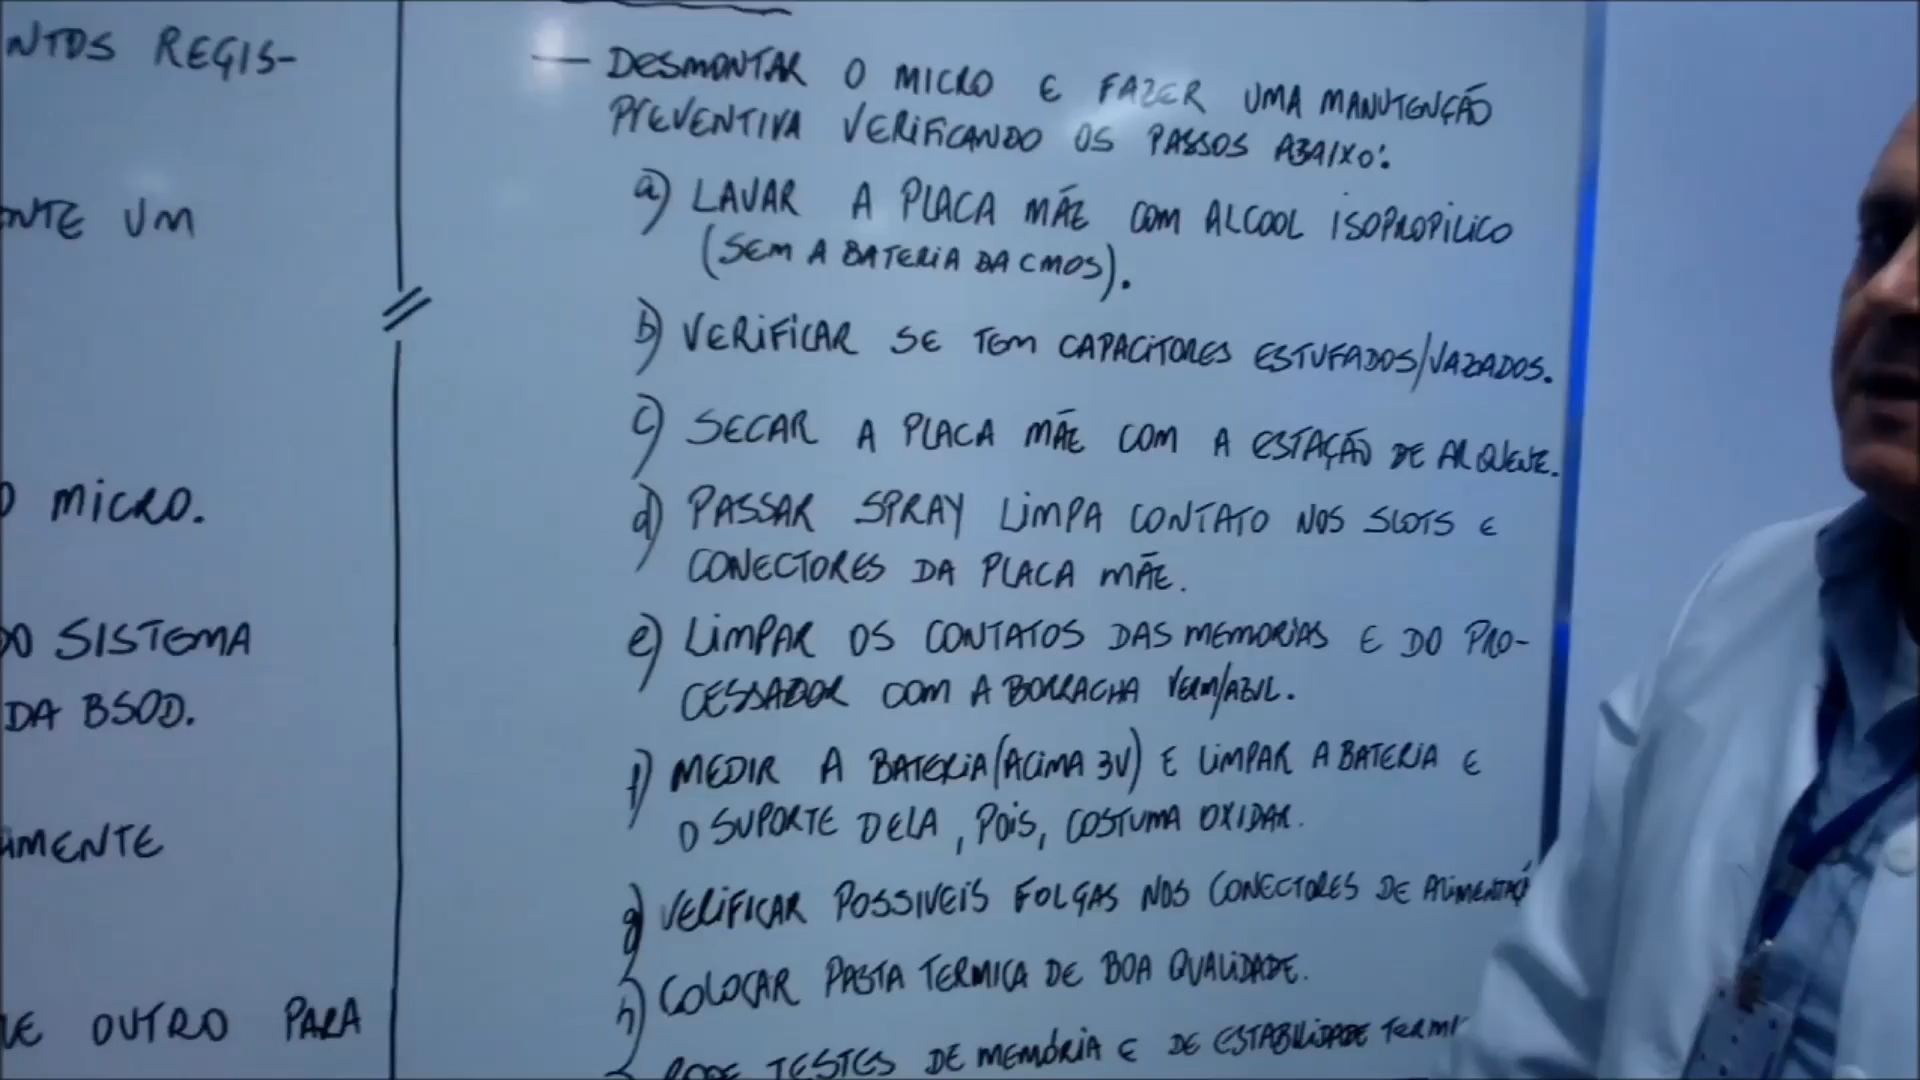 NTOS REGIS-
ENTE UM
O MICRO.
DO SISTEMA
DA BSOD.
AMENTE
OUTRO PARA
— DESMONTAR O MICRO E FAZER UMA MANUTENÇÃO
PREVENTIVA VERIFICANDO OS PASSOS ABAIXO:
a) LAVAR A PLACA MÃE COM ALCOOL ISOPROPILICO
(SEM A BATERIA DA CMOS).
b) VERIFICAR SE TEM CAPACITORES ESTUFADOS/VAZADOS.
c) SECAR A PLACA MÃE COM A ESTAÇÃO DE AR QUENTE.
d) PASSAR SPRAY LIMPA CONTATO NOS SLOTS E
CONECTORES DA PLACA MÃE.
e) LIMPAR OS CONTATOS DAS MEMORIAS E DO PRO-
CESSADOR COM A BORRACHA VERM/AZUL.
f) MEDIR A BATERIA (ACIMA 3V) E LIMPAR A BATERIA E
O SUPORTE DELA, POIS, COSTUMA OXIDAR.
g) VERIFICAR POSSIVEIS FOLGAS NOS CONECTORES DE ALIMENTAÇÃ
h) COLOCAR PASTA TERMICA DE BOA QUALIDADE.
RODE TESTES DE MEMÓRIA E DE ESTABILIDADE TERMI